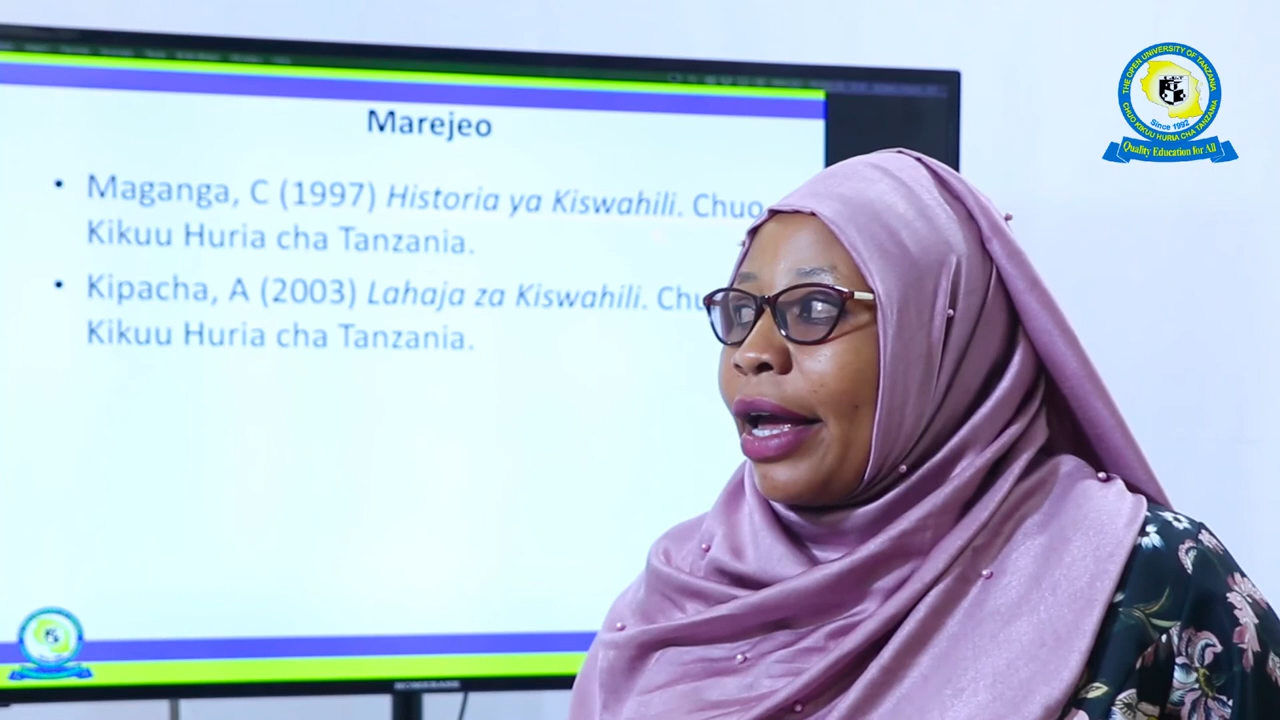 Marejeo
• Maganga, C (1997) Historia ya Kiswahili. Chuo
Kikuu Huria cha Tanzania.
• Kipacha, A (2003) Lahaja za Kiswahili. Chu
Kikuu Huria cha Tanzania.
THE OPEN UNIVERSITY OF TANZANIA
Since 1992
CHUO KIKUU HURIA CHA TANZANIA
Quality Education for All